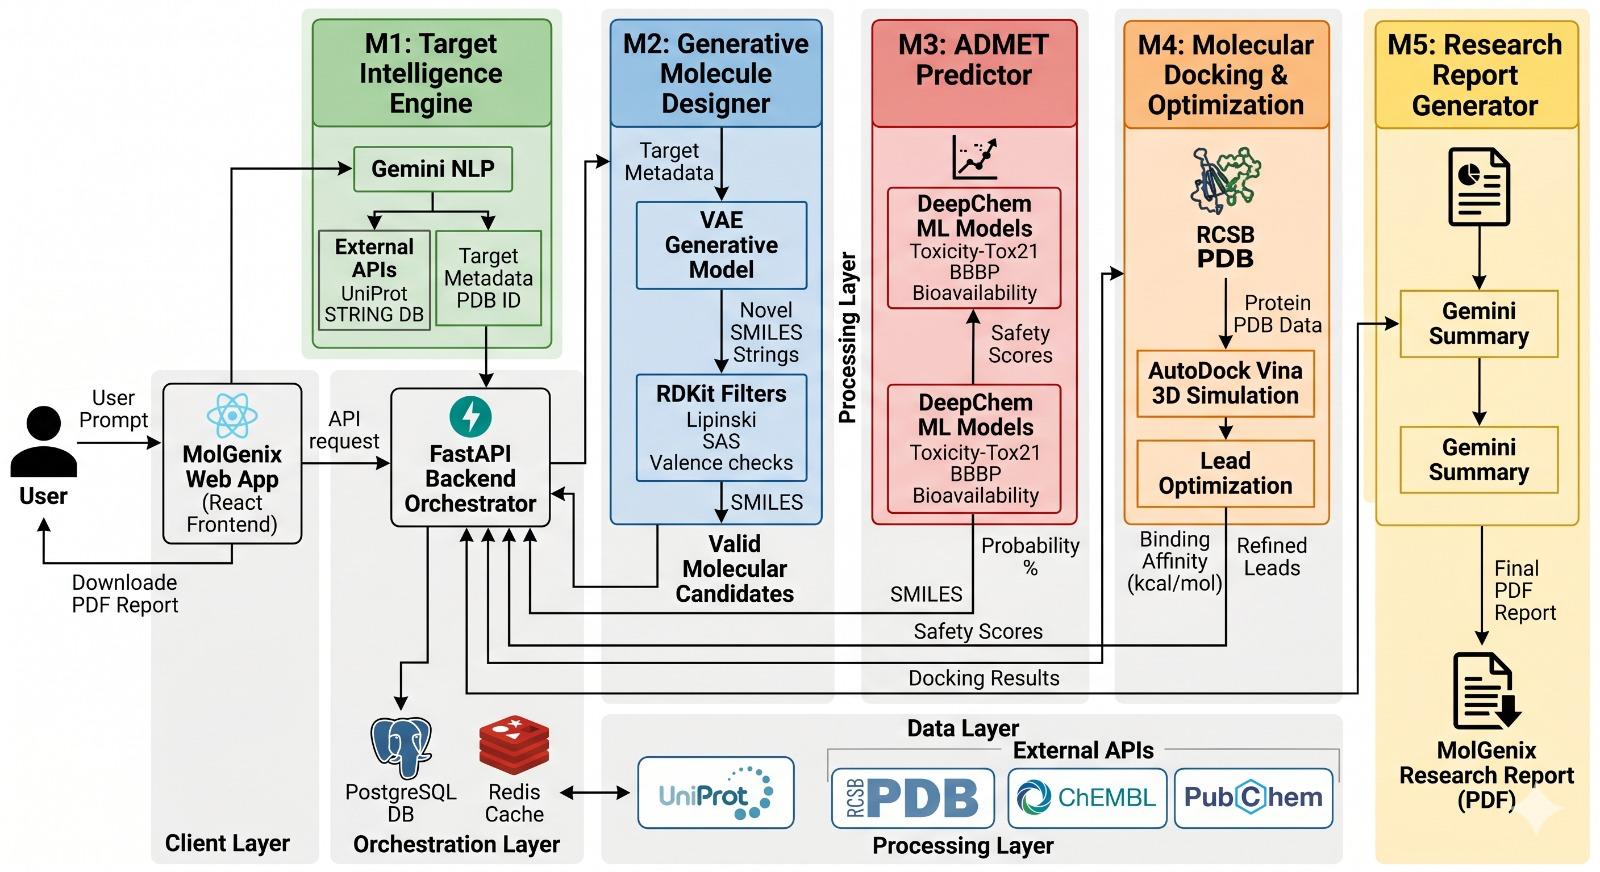 M1: Target
Intelligence
Engine
Gemini NLP
External
APIs
UniProt
STRING DB
Target
Metadata
PDB ID
M2: Generative
Molecule
Designer
Target
Metadata
VAE
Generative
Model
Novel
SMILES
Strings
RDKit Filters
Lipinski
SAS
Valence checks
SMILES
Valid
Molecular
Candidates
Processing Layer
M3: ADMET
Predictor
DeepChem
ML Models
Toxicity-Tox21
BBBP
Bioavailability
Safety
Scores
DeepChem
ML Models
Toxicity-Tox21
BBBP
Bioavailability
Probability
%
SMILES
M4: Molecular
Docking &
Optimization
RCSB
PDB
Protein
PDB Data
AutoDock Vina
3D Simulation
Lead
Optimization
Binding
Affinity
(kcal/mol)
Refined
Leads
Safety Scores
Docking Results
M5: Research
Report
Generator
Gemini
Summary
Gemini
Summary
Final
PDF
Report
MolGenix
Research Report
(PDF)
User
Prompt
User
Downloade
PDF Report
MolGenix
Web App
(React
Frontend)
API
request
FastAPI
Backend
Orchestrator
PostgreSQL
DB
Redis
Cache
Client Layer
Orchestration Layer
Data Layer
External APIs
UniProt
RCSB
PDB
ChEMBL
PubChem
Processing Layer